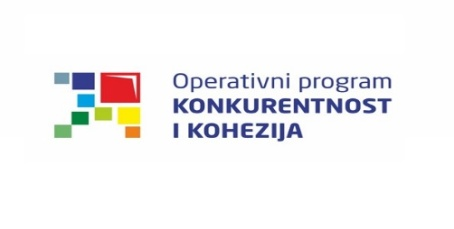 Operativni program
KONKURENTNOST
I KOHEZIJA